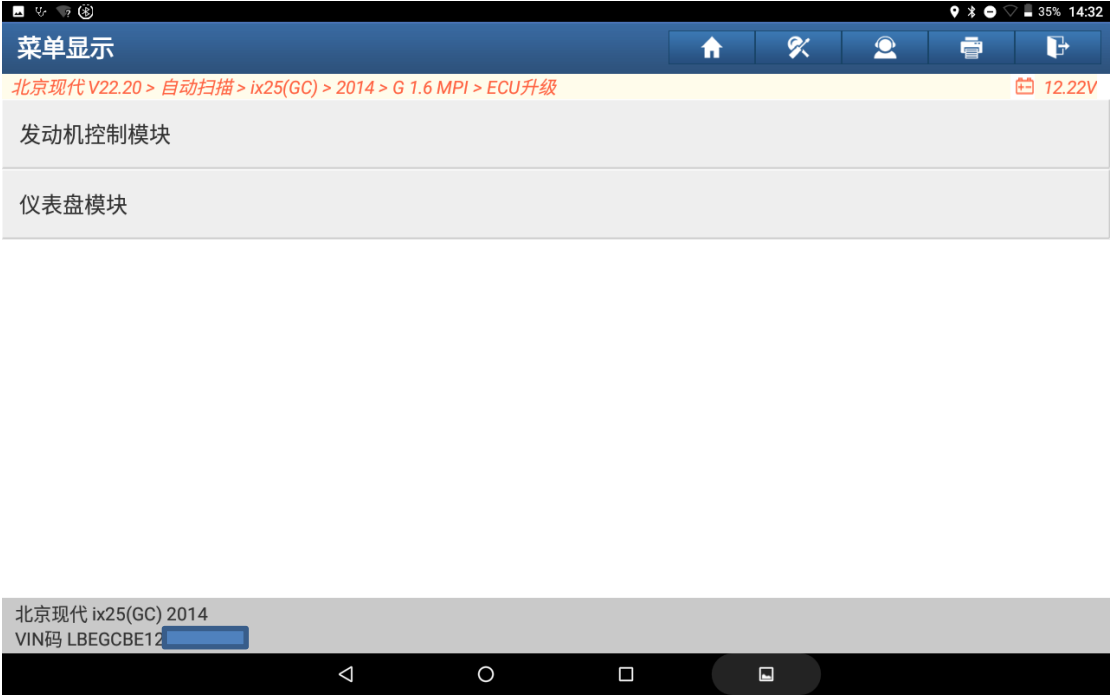 35% 14:32
菜单显示
北京现代 V22.20 > 自动扫描 > ix25(GC) > 2014 > G 1.6 MPI > ECU升级 12.22V
发动机控制模块
仪表盘模块
北京现代 ix25(GC) 2014
VIN码 LBEGCBE12